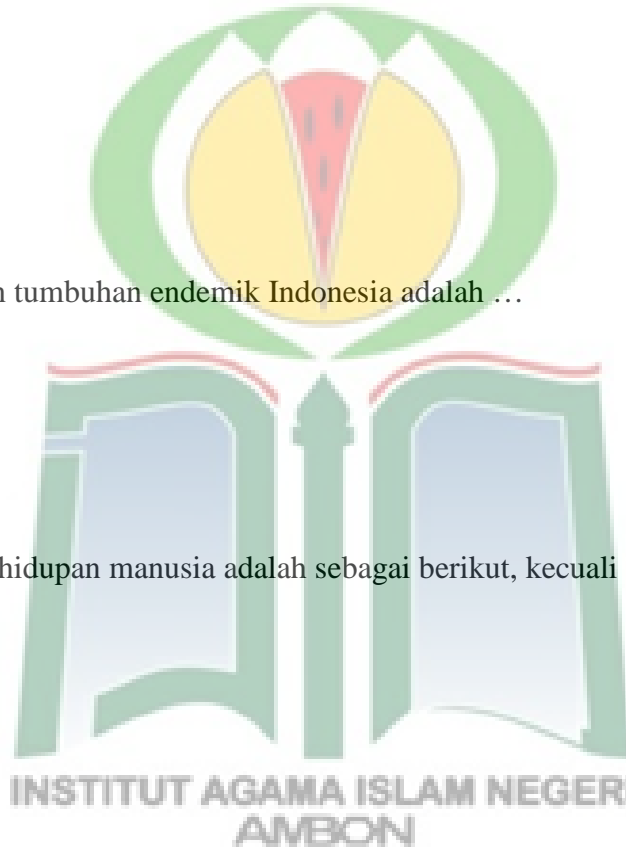 n tumbuhan endemik Indonesia adalah …
hidupan manusia adalah sebagai berikut, kecuali
INSTITUT AGAMA ISLAM NEGER
AMBON